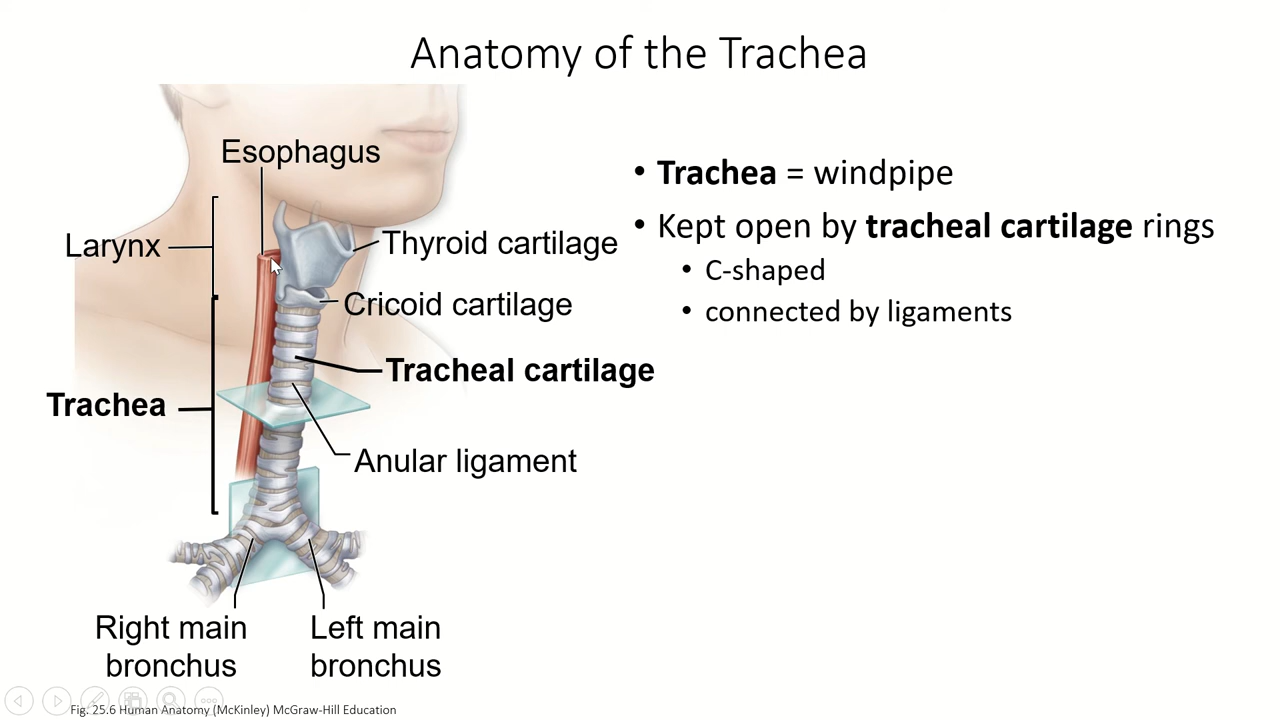 Anatomy of the Trachea
Esophagus
Larynx
Thyroid cartilage
Cricoid cartilage
Tracheal cartilage
Trachea
Anular ligament
Right main
bronchus
Left main
bronchus
• Trachea = windpipe
• Kept open by tracheal cartilage rings
• C-shaped
• connected by ligaments
Fig. 25.6 Human Anatomy (McKinley) McGraw-Hill Education